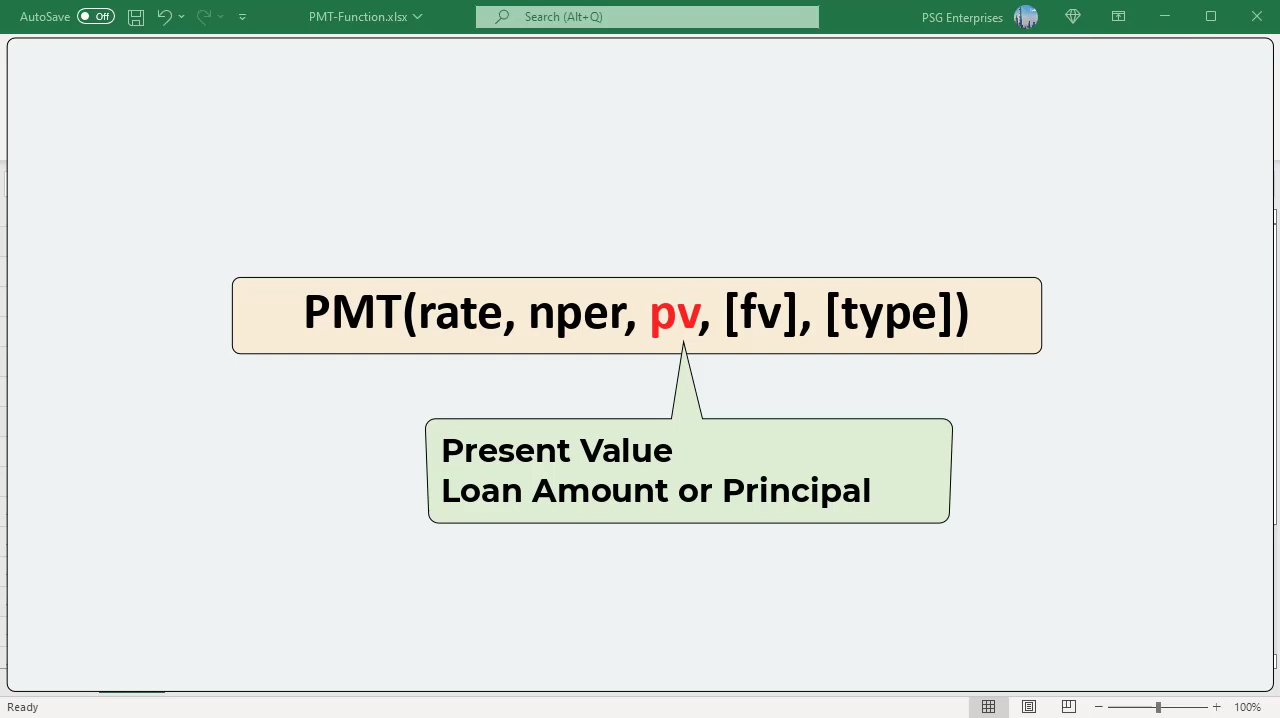 AutoSave Off PMT-Function.xlsx Search (Alt+Q) PSG Enterprises
PMT(rate, nper, pv, [fv], [type])
Present Value
Loan Amount or Principal
Ready 100%